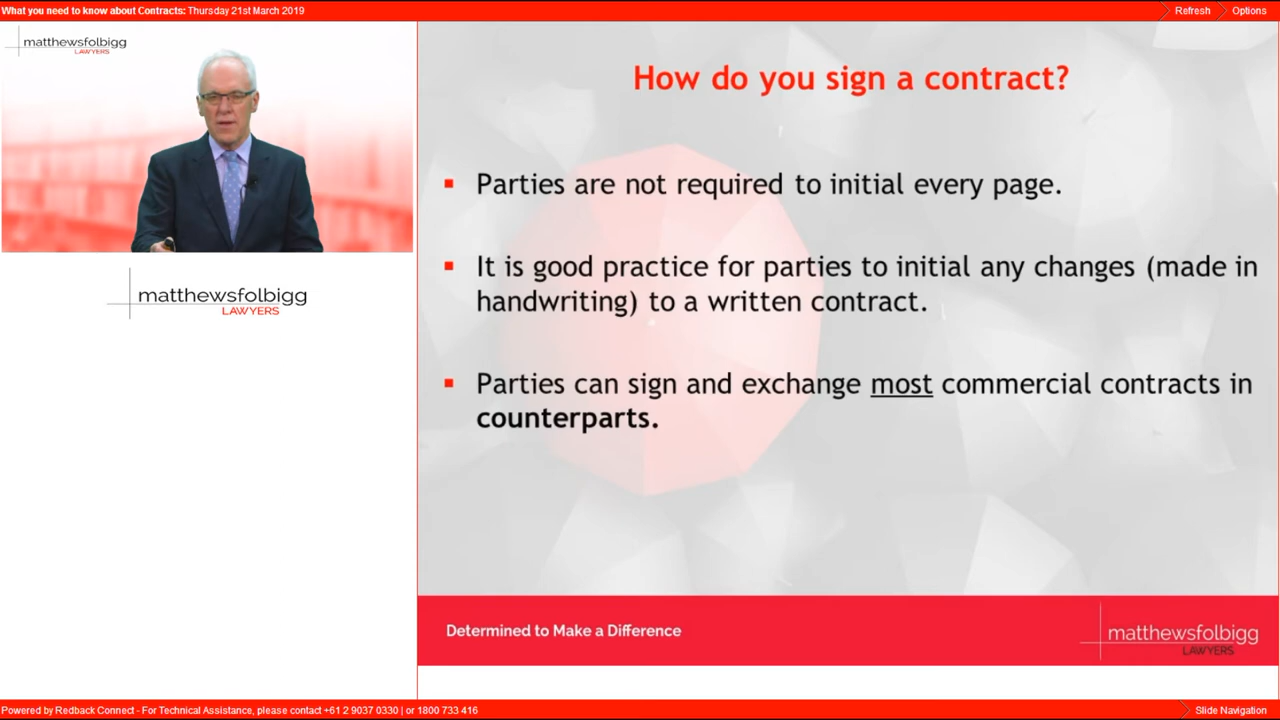 What you need to know about Contracts: Thursday 21st March 2019
Refresh
Options
matthewsfolbigg
LAWYERS
matthewsfolbigg
LAWYERS
How do you sign a contract?
▪ Parties are not required to initial every page.
▪ It is good practice for parties to initial any changes (made in
handwriting) to a written contract.
▪ Parties can sign and exchange most commercial contracts in
counterparts.
Determined to Make a Difference
matthewsfolbigg
LAWYERS
Powered by Redback Connect - For Technical Assistance, please contact +61 2 9037 0330 | or 1800 733 416
Slide Navigation